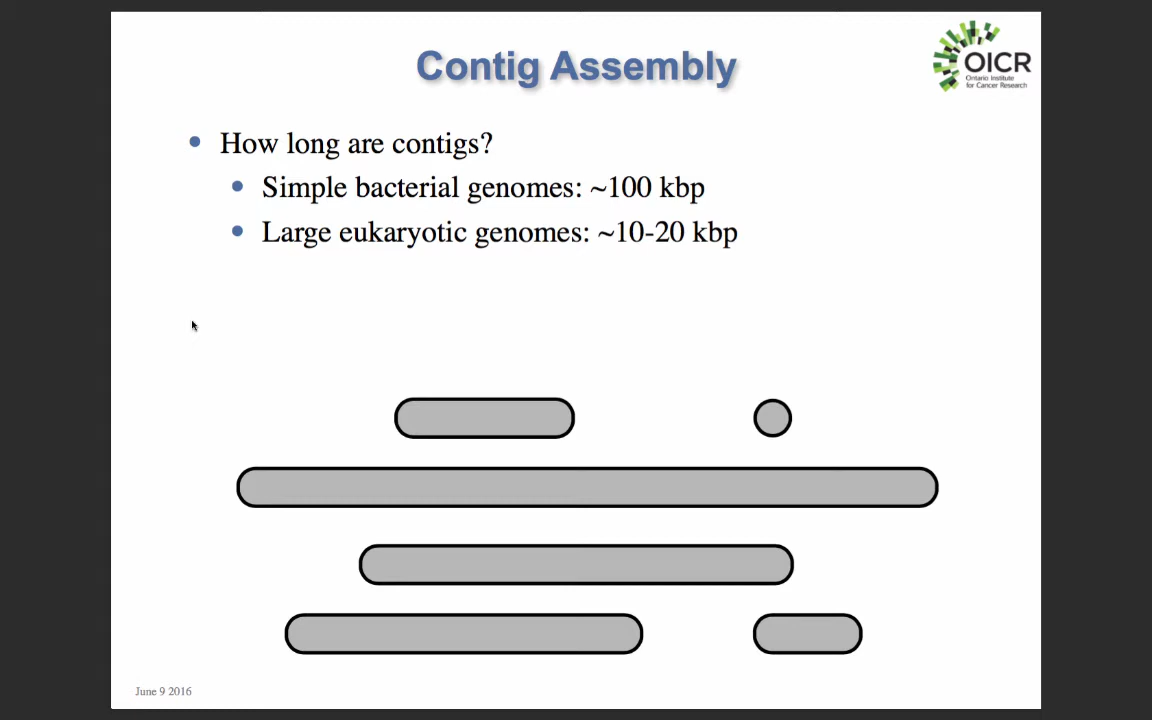 Contig Assembly
OICR
Ontario Institute
for Cancer Research
How long are contigs?
Simple bacterial genomes: ~100 kbp
Large eukaryotic genomes: ~10-20 kbp
June 9 2016